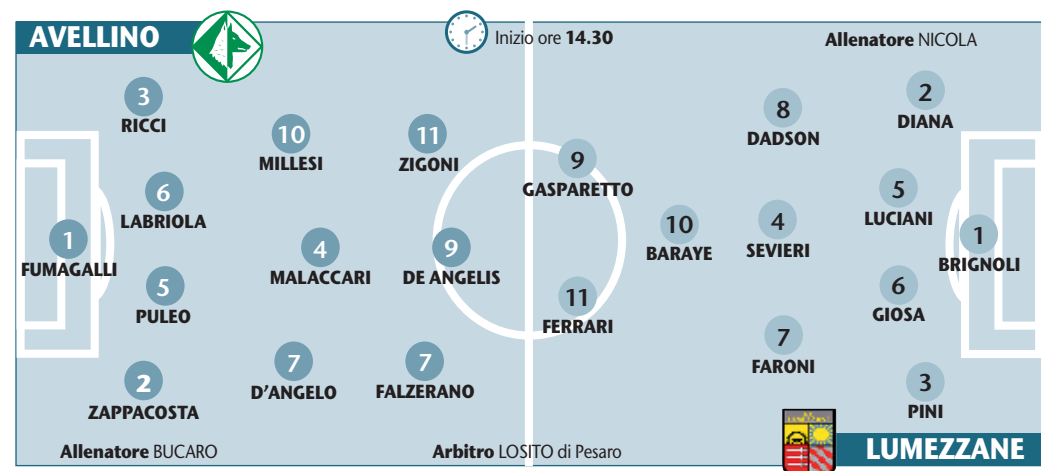 AVELLINO
Inizio ore 14.30
Allenatore NICOLA
3
RICCI
10
MILLESI
11
ZIGONI
6
LABRIOLA
1
FUMAGALLI
4
MALACCARI
9
DE ANGELIS
5
PULEO
7
D'ANGELO
7
FALZERANO
2
ZAPPACOSTA
9
GASPARETTO
11
FERRARI
10
BARAYE
8
DADSON
4
SEVIERI
7
FARONI
2
DIANA
5
LUCIANI
6
GIOSA
3
PINI
1
BRIGNOLI
Allenatore BUCARO
Arbitro LOSITO di Pesaro
LUMEZZANE